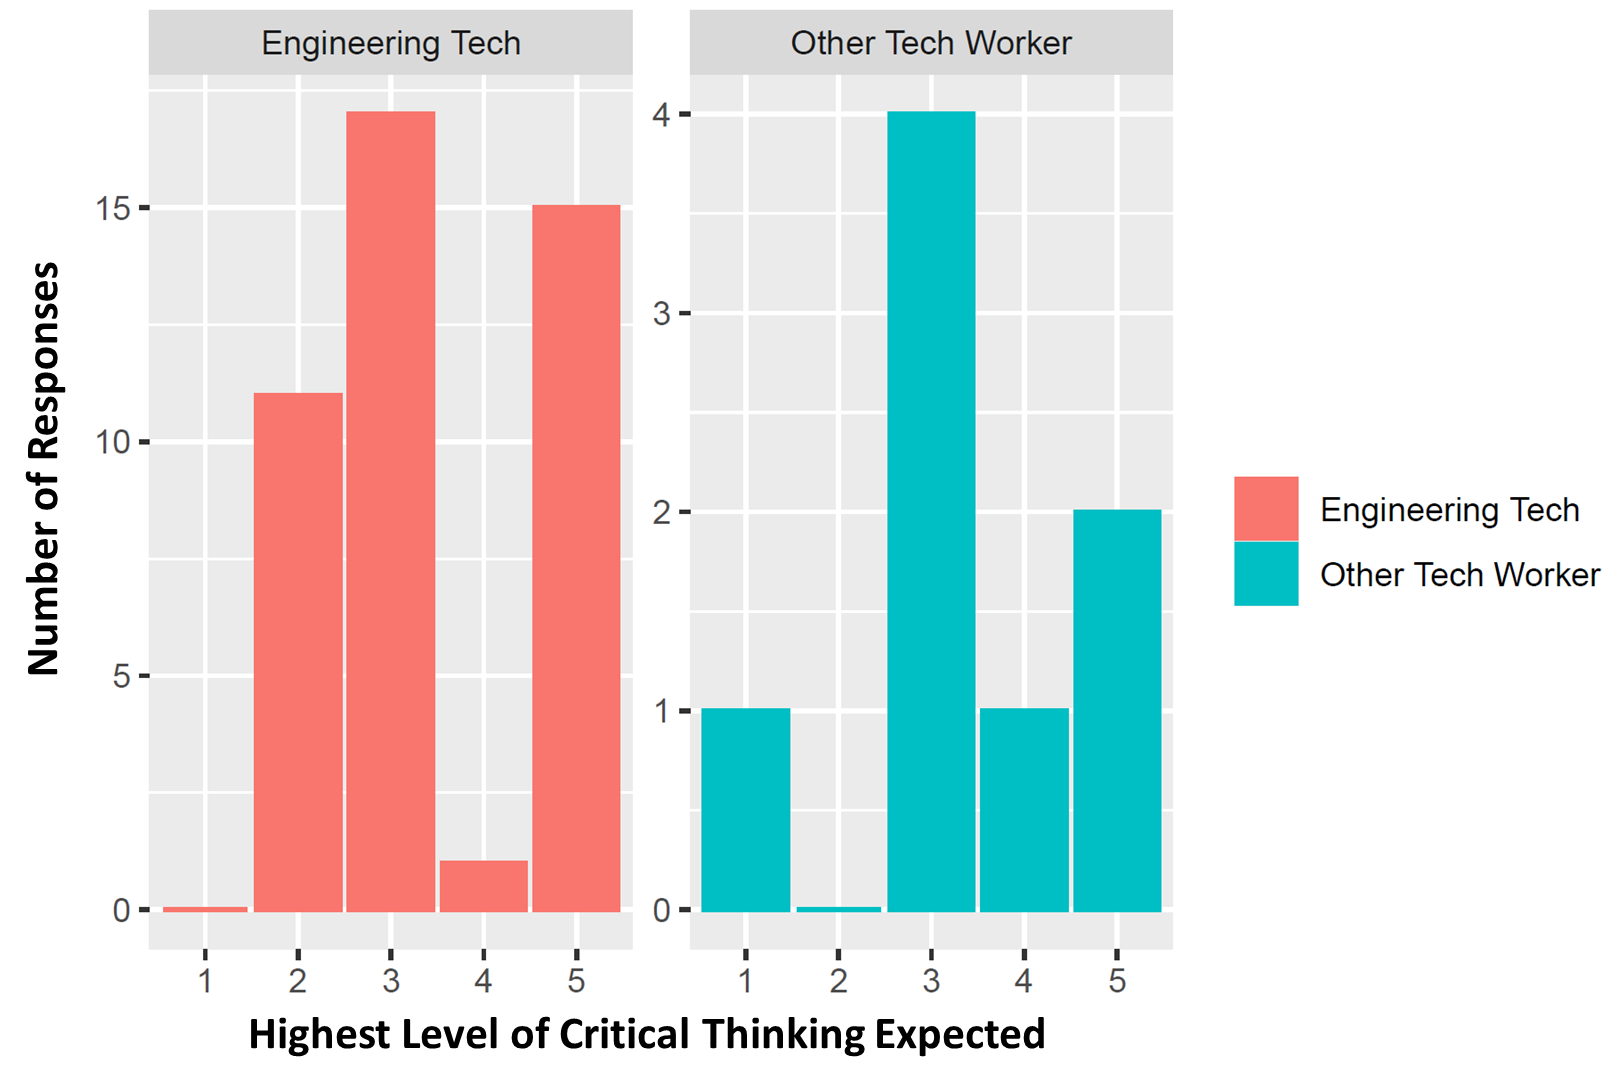 Engineering Tech
Other Tech Worker
Number of Responses
15
10
5
0
4
3
2
1
0
1 2 3 4 5
1 2 3 4 5
Highest Level of Critical Thinking Expected
Engineering Tech
Other Tech Worker